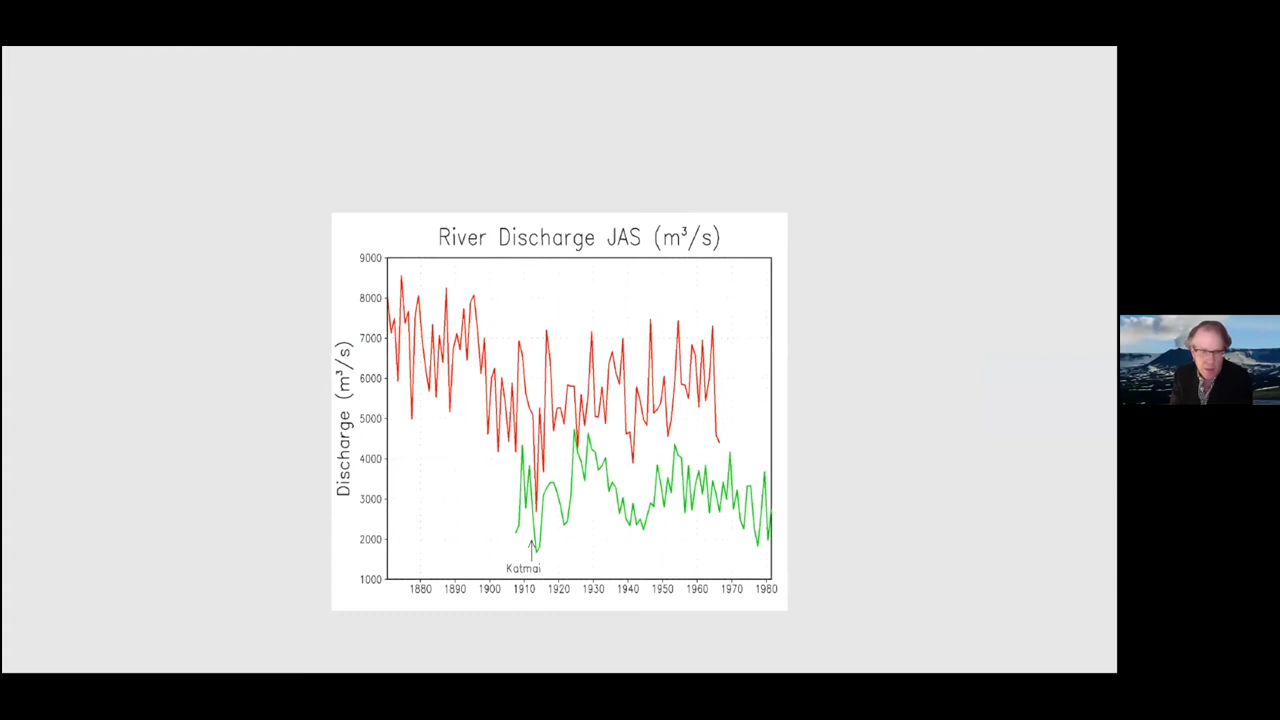 River Discharge JAS (m³/s)
Discharge (m³/s)
9000
8000
7000
6000
5000
4000
3000
2000
1000
Katmai
1880 1890 1900 1910 1920 1930 1940 1950 1960 1970 1980